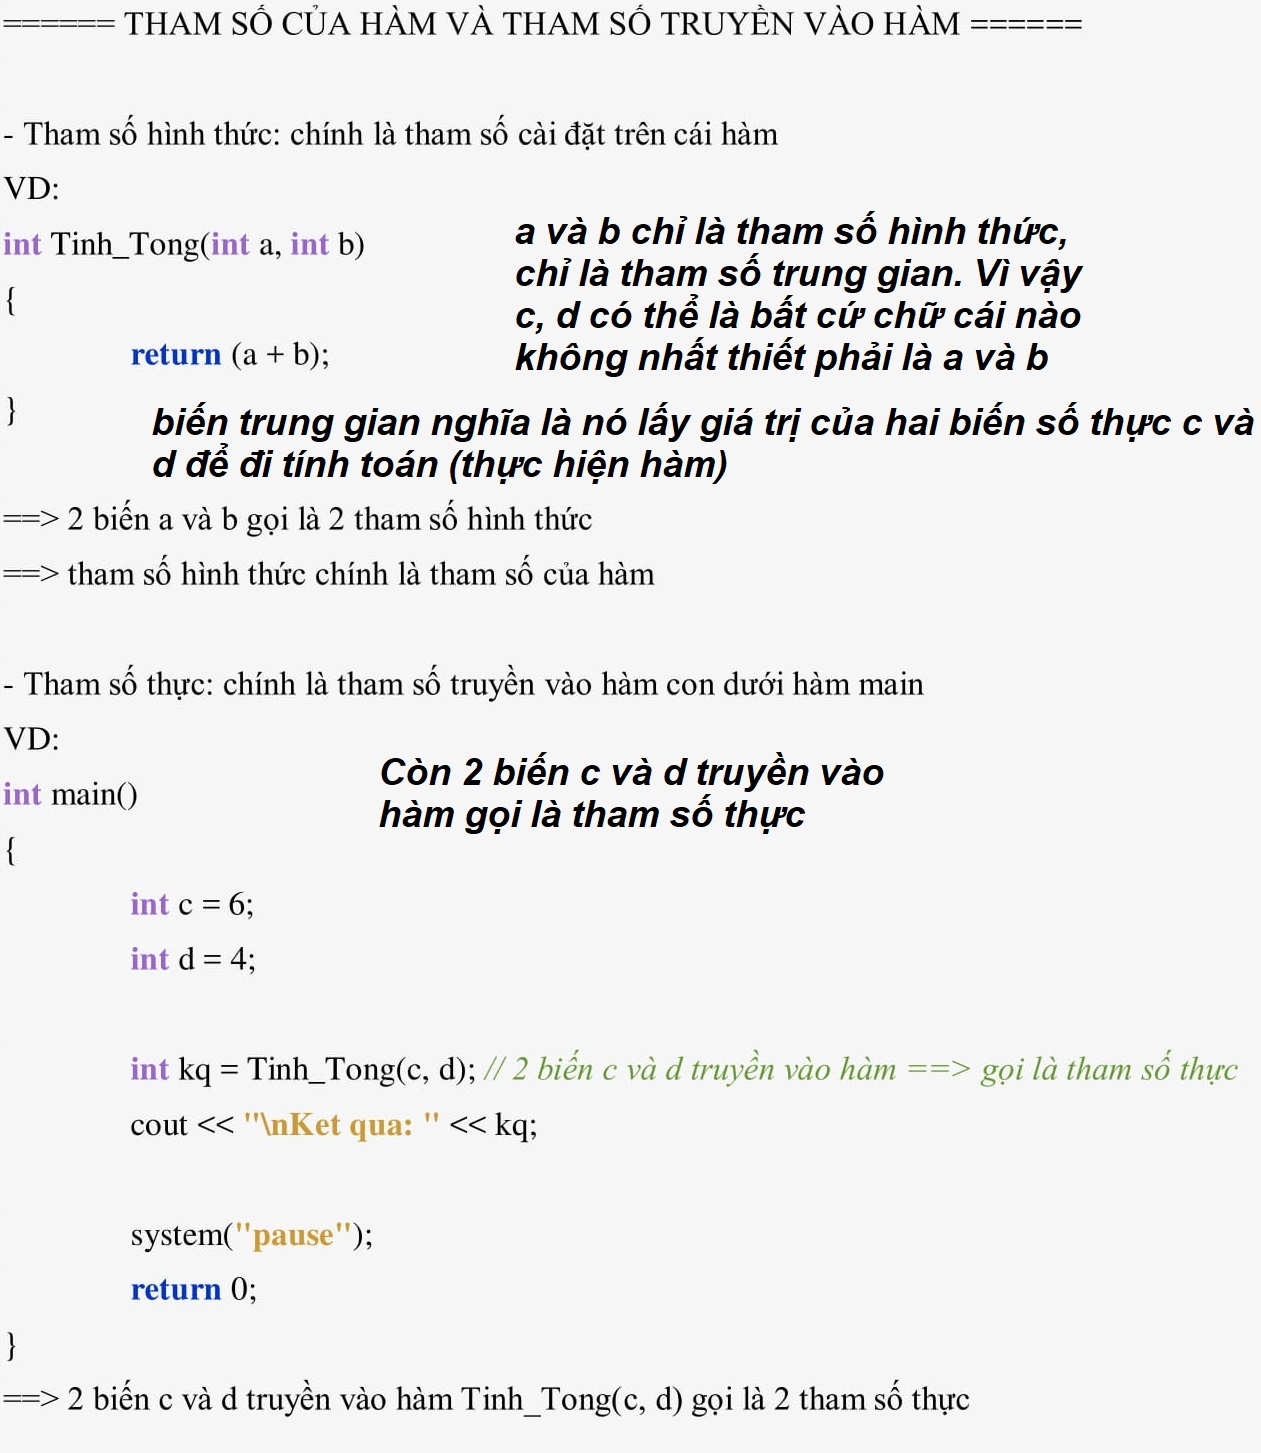 ====== THAM SỐ CỦA HÀM VÀ THAM SỐ TRUYỀN VÀO HÀM ======
- Tham số hình thức: chính là tham số cài đặt trên cái hàm
VD:
int Tinh_Tong(int a, int b)
{
return (a + b);
}
a và b chỉ là tham số hình thức,
chỉ là tham số trung gian. Vì vậy
c, d có thể là bất cứ chữ cái nào
không nhất thiết phải là a và b
biến trung gian nghĩa là nó lấy giá trị của hai biến số thực c và
d để đi tính toán (thực hiện hàm)
==> 2 biến a và b gọi là 2 tham số hình thức
==> tham số hình thức chính là tham số của hàm
- Tham số thực: chính là tham số truyền vào hàm con dưới hàm main
VD:
int main()
Còn 2 biến c và d truyền vào
hàm gọi là tham số thực
{
int c = 6;
int d = 4;
int kq = Tinh_Tong(c, d); // 2 biến c và d truyền vào hàm ==> gọi là tham số thực
cout << "\nKet qua: " << kq;
system("pause");
return 0;
}
==> 2 biến c và d truyền vào hàm Tinh_Tong(c, d) gọi là 2 tham số thực